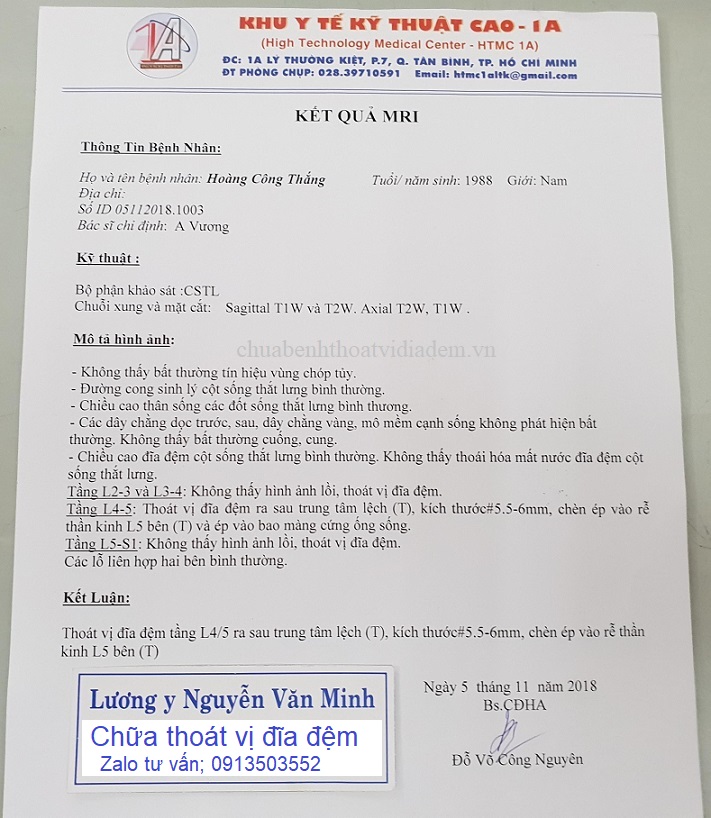 1A
KHU Y TẾ KỸ THUẬT CAO - 1A
(High Technology Medical Center - HTMC 1A)
ĐC: 1A LÝ THƯỜNG KIỆT, P.7, Q. TÂN BÌNH, TP. HỒ CHÍ MINH
ĐT PHÒNG CHỤP: 028.39710591 Email: htmc1altk@gmail.com
KẾT QUẢ MRI
Thông Tin Bệnh Nhân:
Họ và tên bệnh nhân: Hoàng Công Thắng Tuổi/ năm sinh: 1988 Giới: Nam
Địa chỉ:
Số ID 05112018.1003
Bác sĩ chỉ định: A Vương
Kỹ thuật :
Bộ phận khảo sát :CSTL
Chuỗi xung và mặt cắt: Sagittal T1W và T2W. Axial T2W, T1W .
Mô tả hình ảnh:
chuabenhthoatvidiadem.vn
- Không thấy bất thường tín hiệu vùng chóp tủy.
- Đường cong sinh lý cột sống thắt lưng bình thường.
- Chiều cao thân sống các đốt sống thắt lưng bình thương.
- Các dây chằng dọc trước, sau, dây chằng vàng, mô mềm cạnh sống không phát hiện bất
thường. Không thấy bất thường cuống, cung.
- Chiều cao đĩa đệm cột sống thắt lưng bình thường. Không thấy thoái hóa mất nước đĩa đệm cột
sống thắt lưng.
Tầng L2-3 và L3-4: Không thấy hình ảnh lồi, thoát vị đĩa đệm.
Tầng L4-5: Thoát vị đĩa đệm ra sau trung tâm lệch (T), kích thước#5.5-6mm, chèn ép vào rễ
thần kinh L5 bên (T) và ép vào bao màng cứng ống sống.
Tầng L5-S1: Không thấy hình ảnh lồi, thoát vị đĩa đệm.
Các lỗ liên hợp hai bên bình thường.
Kết Luận:
Thoát vị đĩa đệm tầng L4/5 ra sau trung tâm lệch (T), kích thước#5.5-6mm, chèn ép vào rễ thần
kinh L5 bên (T)
Ngày 5 tháng 11 năm 2018
Bs.CĐHA
Đỗ Võ Công Nguyên
Lương y Nguyễn Văn Minh
Chữa thoát vị đĩa đệm
Zalo tư vấn; 0913503552